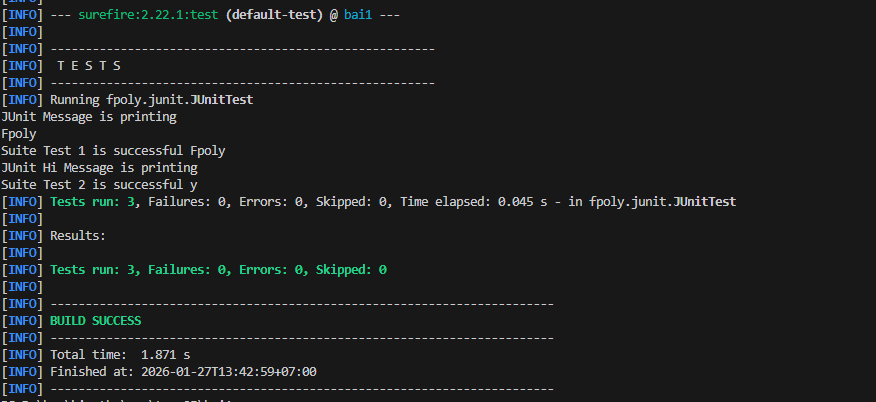 [INFO]
[INFO] --- surefire:2.22.1:test (default-test) @ bai1 ---
[INFO]
[INFO] -------------------------------------------------------
[INFO]  T E S T S
[INFO] -------------------------------------------------------
[INFO] Running fpoly.junit.JUnitTest
JUnit Message is printing
Fpoly
Suite Test 1 is successful Fpoly
JUnit Hi Message is printing
Suite Test 2 is successful y
[INFO] Tests run: 3, Failures: 0, Errors: 0, Skipped: 0, Time elapsed: 0.045 s - in fpoly.junit.JUnitTest
[INFO]
[INFO] Results:
[INFO]
[INFO] Tests run: 3, Failures: 0, Errors: 0, Skipped: 0
[INFO]
[INFO] ------------------------------------------------------------------------
[INFO] BUILD SUCCESS
[INFO] ------------------------------------------------------------------------
[INFO] Total time:  1.871 s
[INFO] Finished at: 2026-01-27T13:42:59+07:00
[INFO] ------------------------------------------------------------------------